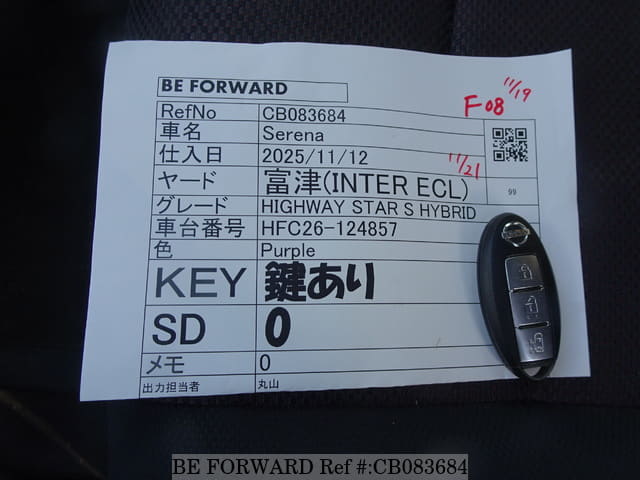 BE FORWARD
F08 11/19
RefNo CB083684
車名 Serena
仕入日 2025/11/12 11/21
ヤード 富津(INTER ECL) 99
グレード HIGHWAY STAR S HYBRID
車台番号 HFC26-124857
色 Purple
KEY 鍵あり
SD 0
メモ 0
出力担当者 丸山
NISSAN
BE FORWARD Ref #:CB083684